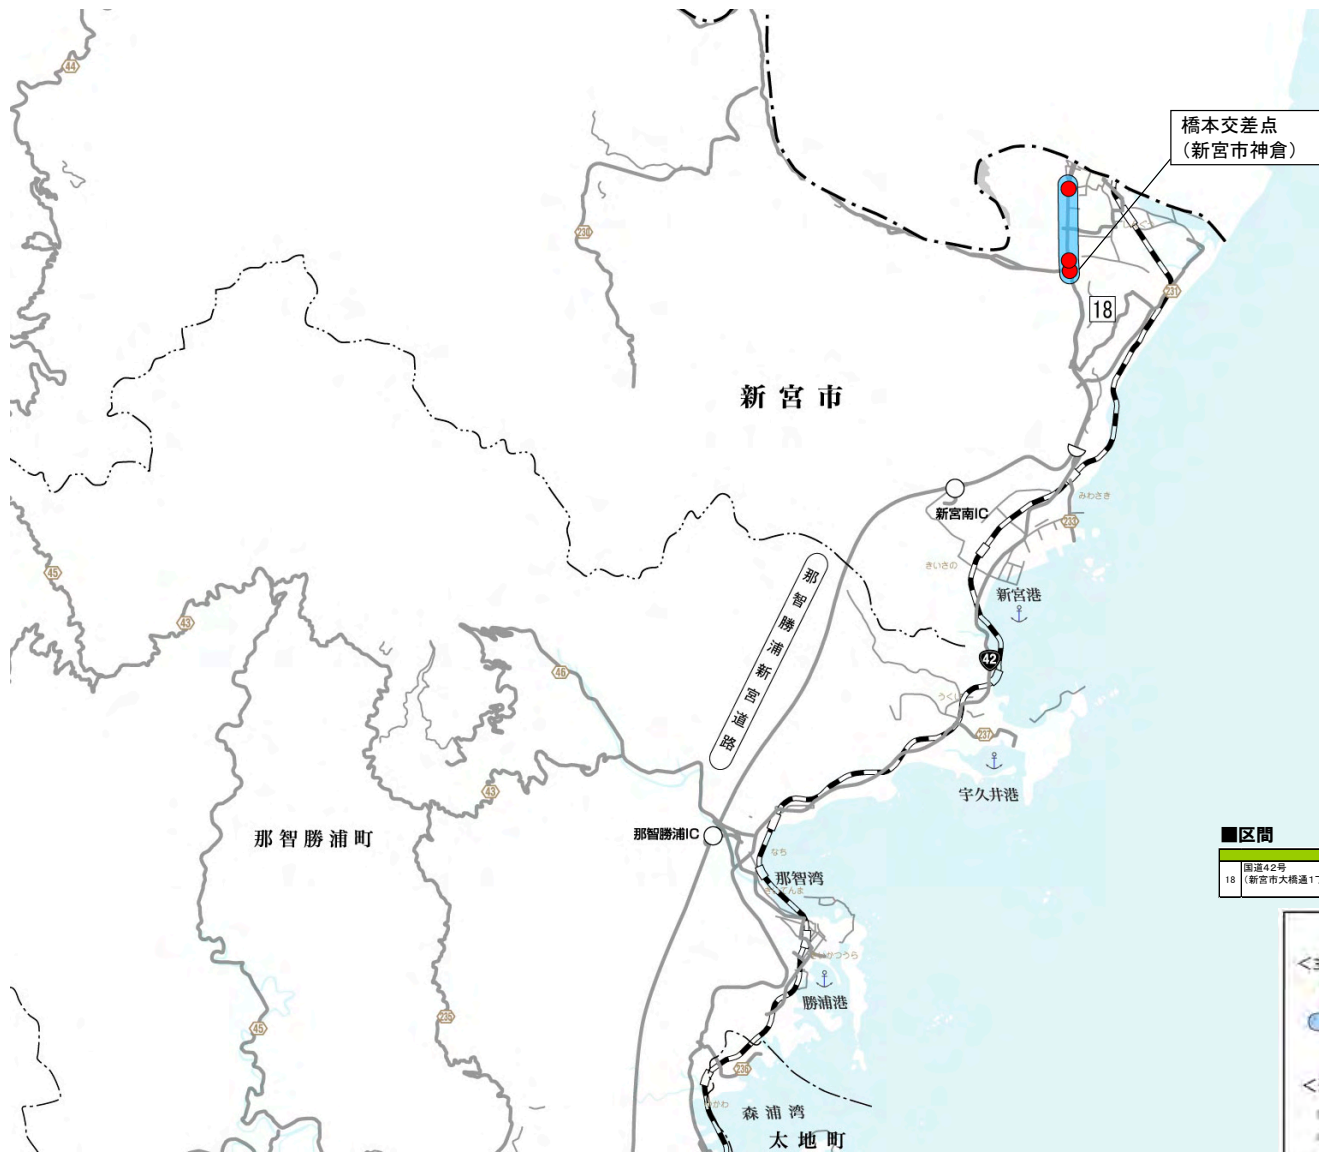 44
橋本交差点
（新宮市神倉）
230
231
18
新宮市
新宮南IC
みわさき
233
きいさの
新宮港
45
43
那智勝浦新宮道路
46
42
うくい
237
宇久井港
43
那智勝浦町
那智勝浦IC
なち
那智湾
■区間
18
国道42号
（新宮市大橋通1丁
かつうら
勝浦港
45
235
236
森浦湾
太地町